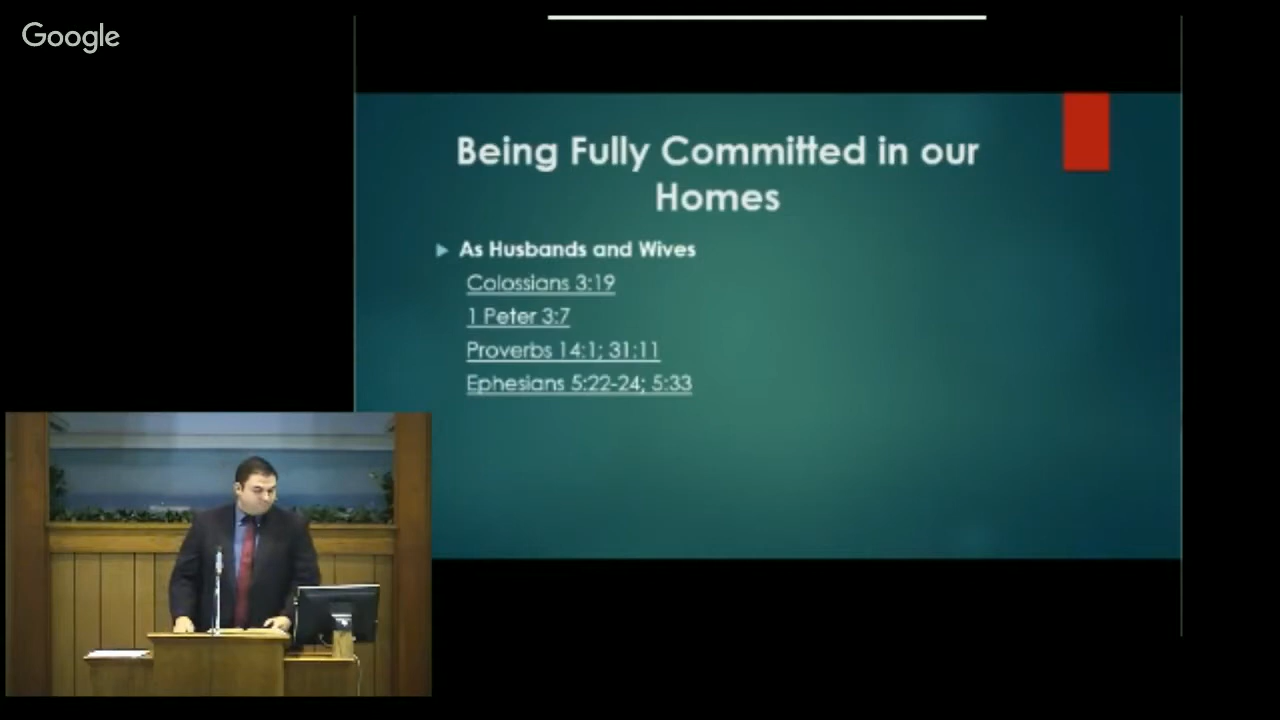 Google
Being Fully Committed in our
Homes
As Husbands and Wives
Colossians 3:19
1 Peter 3:7
Proverbs 14:1; 31:11
Ephesians 5:22-24; 5:33